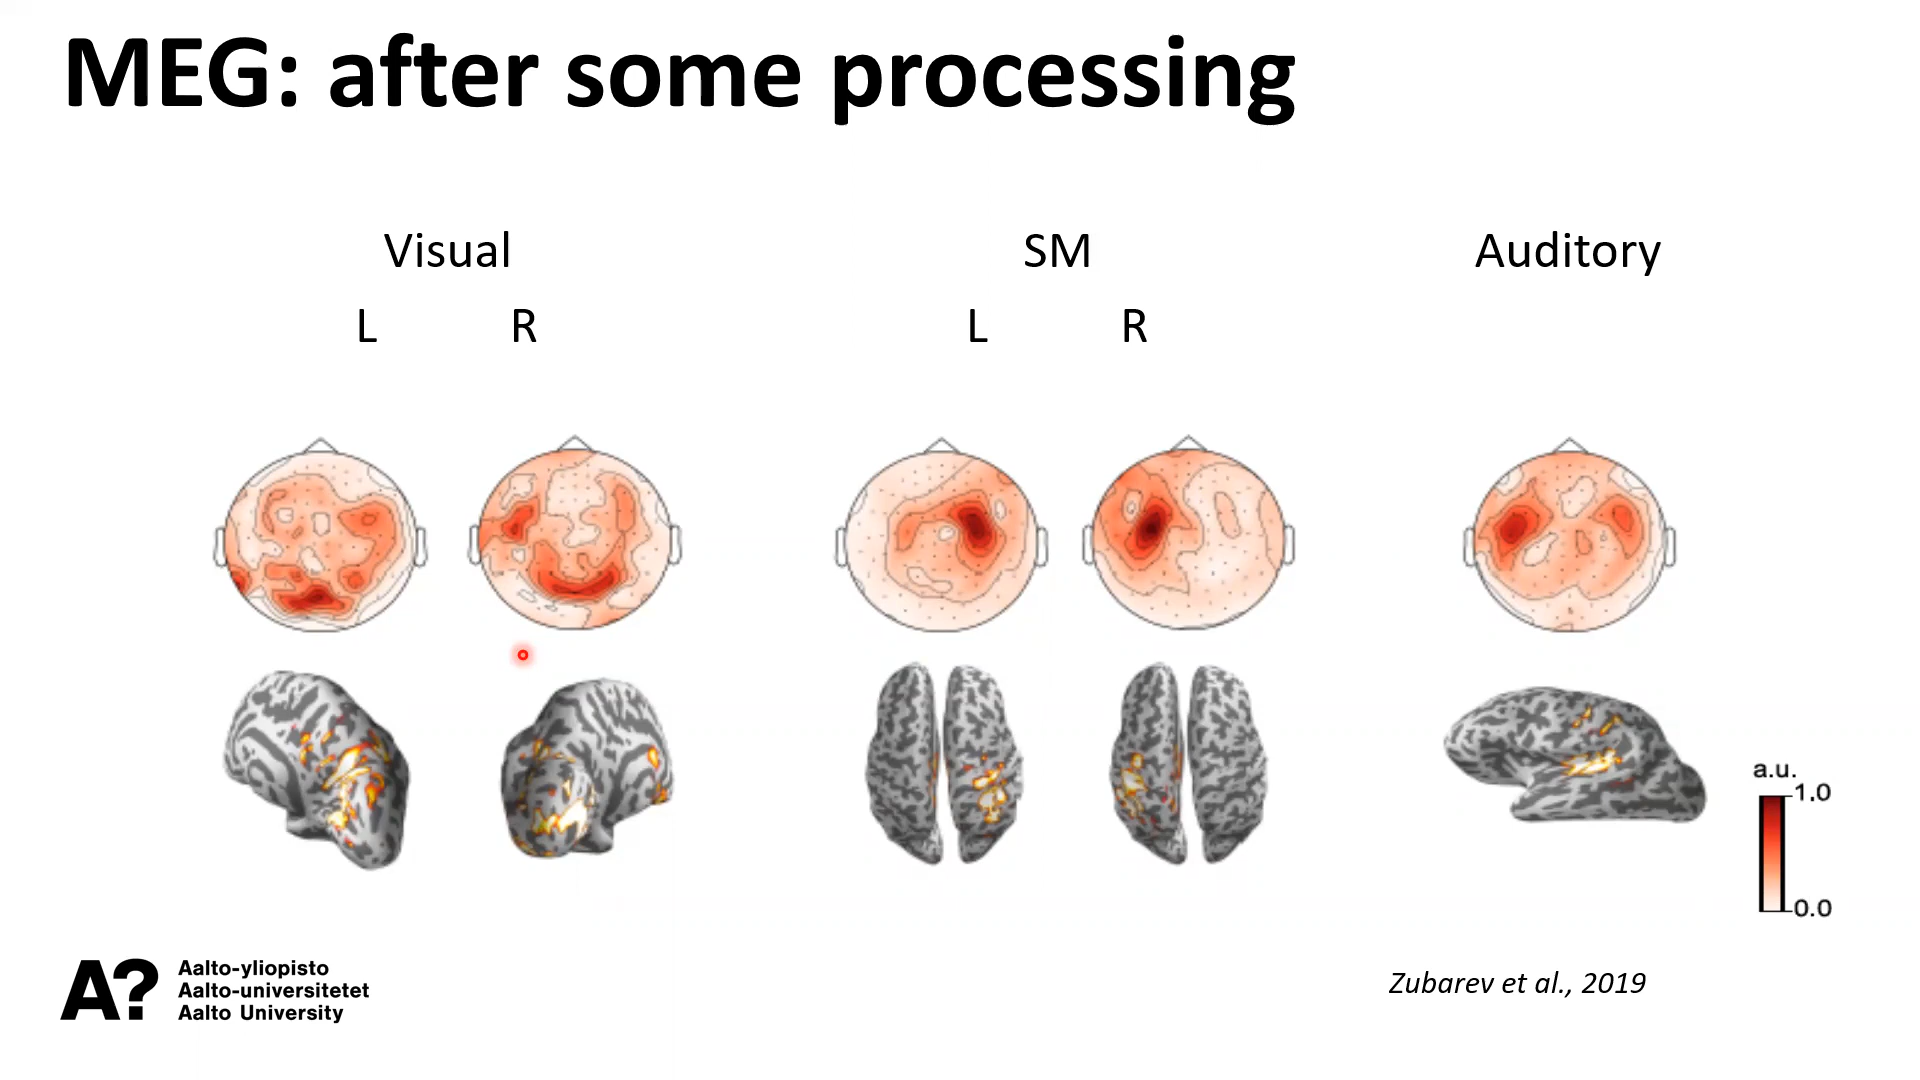 MEG: after some processing
Visual
SM
Auditory
L
R
L
R
a.u.
1.0
0.0
A?
Aalto-yliopisto
Aalto-universitetet
Aalto University
Zubarev et al., 2019